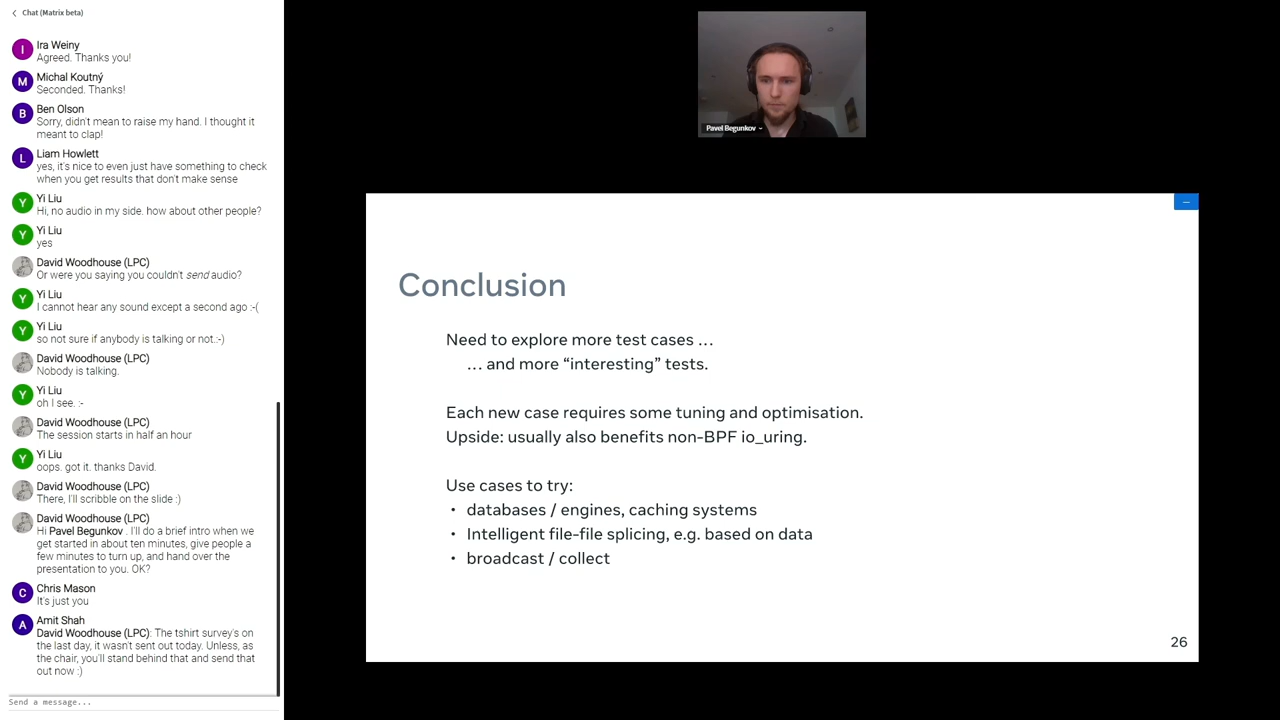 Chat (Matrix beta)
Ira Weiny
Agreed. Thank you!
Michal Koutný
Seconded. Thanks!
Ben Olson
Sorry, didn't mean to raise my hand. I thought it
meant to clap!
Liam Howlett
yes, it's nice to even just have something to check
when you get results that don't make sense
Yi Liu
Hi, no audio in my side. how about other people?
Yi Liu
yes
David Woodhouse (LPC)
Or were you saying you couldn't send audio?
Yi Liu
I cannot hear any sound except a second ago :-(
Yi Liu
so not sure if anybody is talking or not.:-)
David Woodhouse (LPC)
Nobody is talking.
Yi Liu
oh I see. :-
David Woodhouse (LPC)
The session starts in half an hour
Yi Liu
oops. got it. thanks David.
David Woodhouse (LPC)
There, I'll scribble on the slide :)
David Woodhouse (LPC)
Hi Pavel Begunkov . I'll do a brief intro when we
get started in about ten minutes, give people a
few minutes to turn up, and hand over the
presentation to you. OK?
Chris Mason
It's just you
Amit Shah
David Woodhouse (LPC): The tshirt survey's on
the last day, it wasn't sent out today. Unless, as
the chair, you'll stand behind that and send that
out now :)
Send a message...
Pavel Begunkov
Conclusion
Need to explore more test cases …
… and more “interesting” tests.
Each new case requires some tuning and optimisation.
Upside: usually also benefits non-BPF io_uring.
Use cases to try:
• databases / engines, caching systems
• Intelligent file-file splicing, e.g. based on data
• broadcast / collect
26